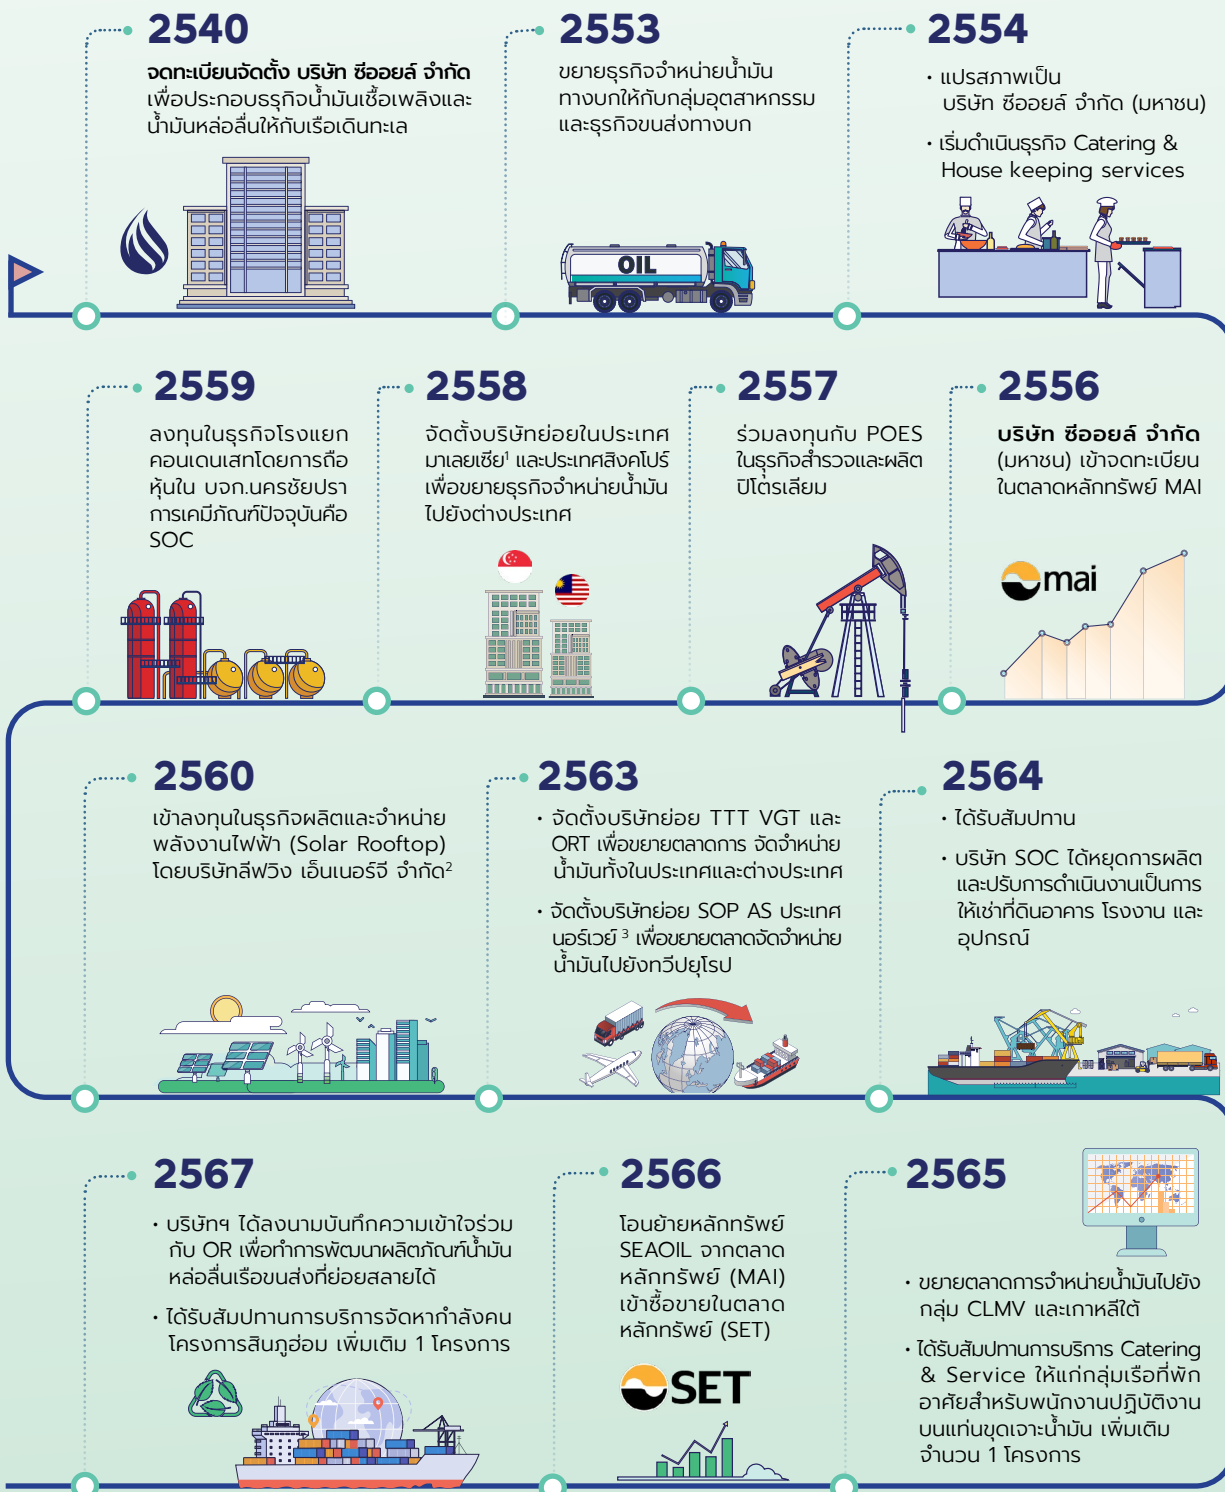 2540
จดทะเบียนจัดตั้ง บริษัท ซีออยล์ จำกัด
เพื่อประกอบธรุกิจน้ำมันเชื้อเพลิงและ
น้ำมันหล่อลื่นให้กับเรือเดินทะเล
2553
ขยายธุรกิจจำหน่ายน้ำมัน
ทางบกให้กับกลุ่มอุตสาหกรรม
และธุรกิจขนส่งทางบก
OIL
2554
• แปรสภาพเป็น
บริษัท ซีออยล์ จำกัด (มหาชน)
• เริ่มดำเนินธุรกิจ Catering &
House keeping services
2559
ลงทุนในธุรกิจโรงแยก
คอนเดนเสทโดยการถือ
หุ้นใน บจก.นครชัยปรา
การเคมีภัณฑ์ปัจจุบันคือ
SOC
2558
จัดตั้งบริษัทย่อยในประเทศ
มาเลยเซีย¹ และประเทศสิงคโปร์
เพื่อขยายธุรกิจจำหน่ายน้ำมัน
ไปยังต่างประเทศ
2557
ร่วมลงทุนกับ POES
ในธุรกิจสำรวจและผลิต
ปิโตรเลียม
2556
บริษัท ซีออยล์ จำกัด
(มหาชน) เข้าจดทะเบียน
ในตลาดหลักทรัพย์ MAI
mai
2560
เข้าลงทุนในธุรกิจผลิตและจำหน่าย
พลังงานไฟฟ้า (Solar Rooftop)
โดยบริษัทลีฟวิง เอ็นเนอร์จี จำกัด²
2563
• จัดตั้งบริษัทย่อย TTT VGT และ
ORT เพื่อขยายตลาดการ จัดจำหน่าย
น้ำมันทั้งในประเทศและต่างประเทศ
• จัดตั้งบริษัทย่อย SOP AS ประเทศ
นอร์เวย์ ³ เพื่อขยายตลาดจัดจำหน่าย
น้ำมันไปยังทวีปยุโรป
2564
• ได้รับสัมปทาน
• บริษัท SOC ได้หยุดการผลิต
และปรับการดำเนินงานเป็นการ
ให้เช่าที่ดินอาคาร โรงงาน และ
อุปกรณ์
2567
• บริษัทฯ ได้ลงนามบันทึกความเข้าใจร่วม
กับ OR เพื่อทำการพัฒนาผลิตภัณฑ์น้ำมัน
หล่อลื่นเรือขนส่งที่ย่อยสลายได้
• ได้รับสัมปทานการบริการจัดหากำลังคน
โครงการสินภูฮ่อม เพิ่มเติม 1 โครงการ
2566
โอนย้ายหลักทรัพย์
SEAOIL จากตลาด
หลักทรัพย์ (MAI)
เข้าซื้อขายในตลาด
หลักทรัพย์ (SET)
SET
2565
• ขยายตลาดการจำหน่ายน้ำมันไปยัง
กลุ่ม CLMV และเกาหลีใต้
• ได้รับสัมปทานการบริการ Catering
& Service ให้แก่กลุ่มเรือที่พัก
อาศัยสำหรับพนักงานปฏิบัติงาน
บนแท่นขุดเจาะน้ำมัน เพิ่มเติม
จำนวน 1 โครงการ